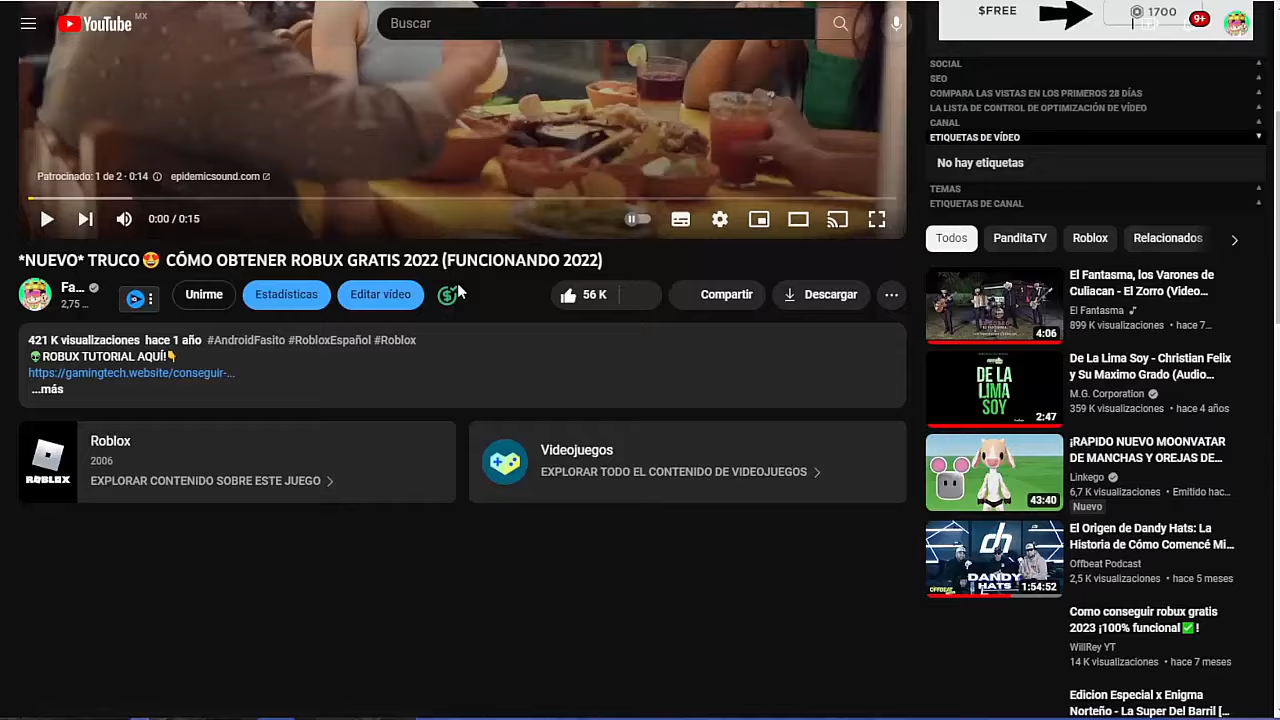 YouTube MX
Buscar
$FREE
1700
9+
Patrocinado: 1 de 2 · 0:14
epidemicsound.com
0:00 / 0:15
*NUEVO* TRUCO😍 CÓMO OBTENER ROBUX GRATIS 2022 (FUNCIONANDO 2022)
Fa...
2,75 ...
Unirme
Estadísticas
Editar vídeo
56 K
Compartir
Descargar
421 K visualizaciones hace 1 año #AndroidFasito #RobloxEspañol #Roblox
👽ROBUX TUTORIAL AQUÍ!👇
https://gamingtech.website/conseguir-...
...más
ROBLOX
Roblox
2006
EXPLORAR CONTENIDO SOBRE ESTE JUEGO
Videojuegos
EXPLORAR TODO EL CONTENIDO DE VIDEOJUEGOS
SOCIAL
SEO
COMPARA LAS VISTAS EN LOS PRIMEROS 28 DÍAS
LA LISTA DE CONTROL DE OPTIMIZACIÓN DE VÍDEO
CANAL
ETIQUETAS DE VÍDEO
No hay etiquetas
TEMAS
ETIQUETAS DE CANAL
Todos
PanditaTV
Roblox
Relacionados
4:06
El Fantasma, los Varones de
Culiacan - El Zorro (Video...
El Fantasma
899 K visualizaciones • hace 7...
DE LA
LIMA
SOY
2:47
De La Lima Soy - Christian Felix
y Su Maximo Grado (Audio...
M.G. Corporation
359 K visualizaciones • hace 4 años
43:40
¡RAPIDO NUEVO MOONVATAR
DE MANCHAS Y OREJAS DE...
Linkego
6,7 K visualizaciones • Emitido hac...
Nuevo
dh
DANDY
HATS
OFFBEAT
1:54:52
El Origen de Dandy Hats: La
Historia de Cómo Comencé Mi...
Offbeat Podcast
2,5 K visualizaciones • hace 5 meses
Como conseguir robux gratis
2023 ¡100% funcional✅ !
WillRey YT
14 K visualizaciones • hace 7 meses
Edicion Especial x Enigma
Norteño - La Super Del Barril [...